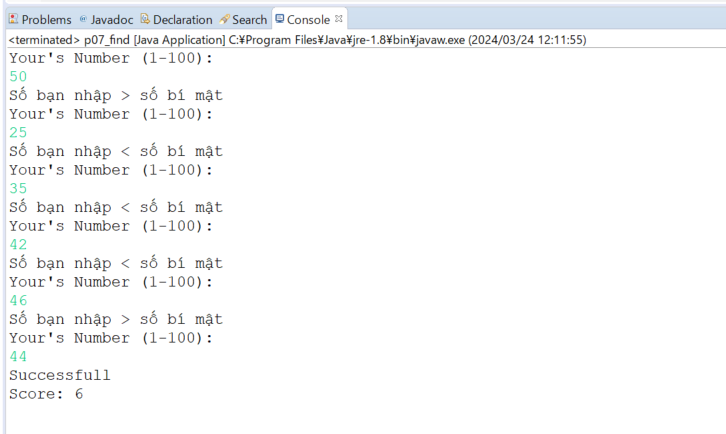 Problems Javadoc Declaration Search Console
<terminated> p07_find [Java Application] C:¥Program Files¥Java¥jre-1.8¥bin¥javaw.exe (2024/03/24 12:11:55)
Your's Number (1-100):
50
Số bạn nhập > số bí mật
Your's Number (1-100):
25
Số bạn nhập < số bí mật
Your's Number (1-100):
35
Số bạn nhập < số bí mật
Your's Number (1-100):
42
Số bạn nhập < số bí mật
Your's Number (1-100):
46
Số bạn nhập > số bí mật
Your's Number (1-100):
44
Successfull
Score: 6